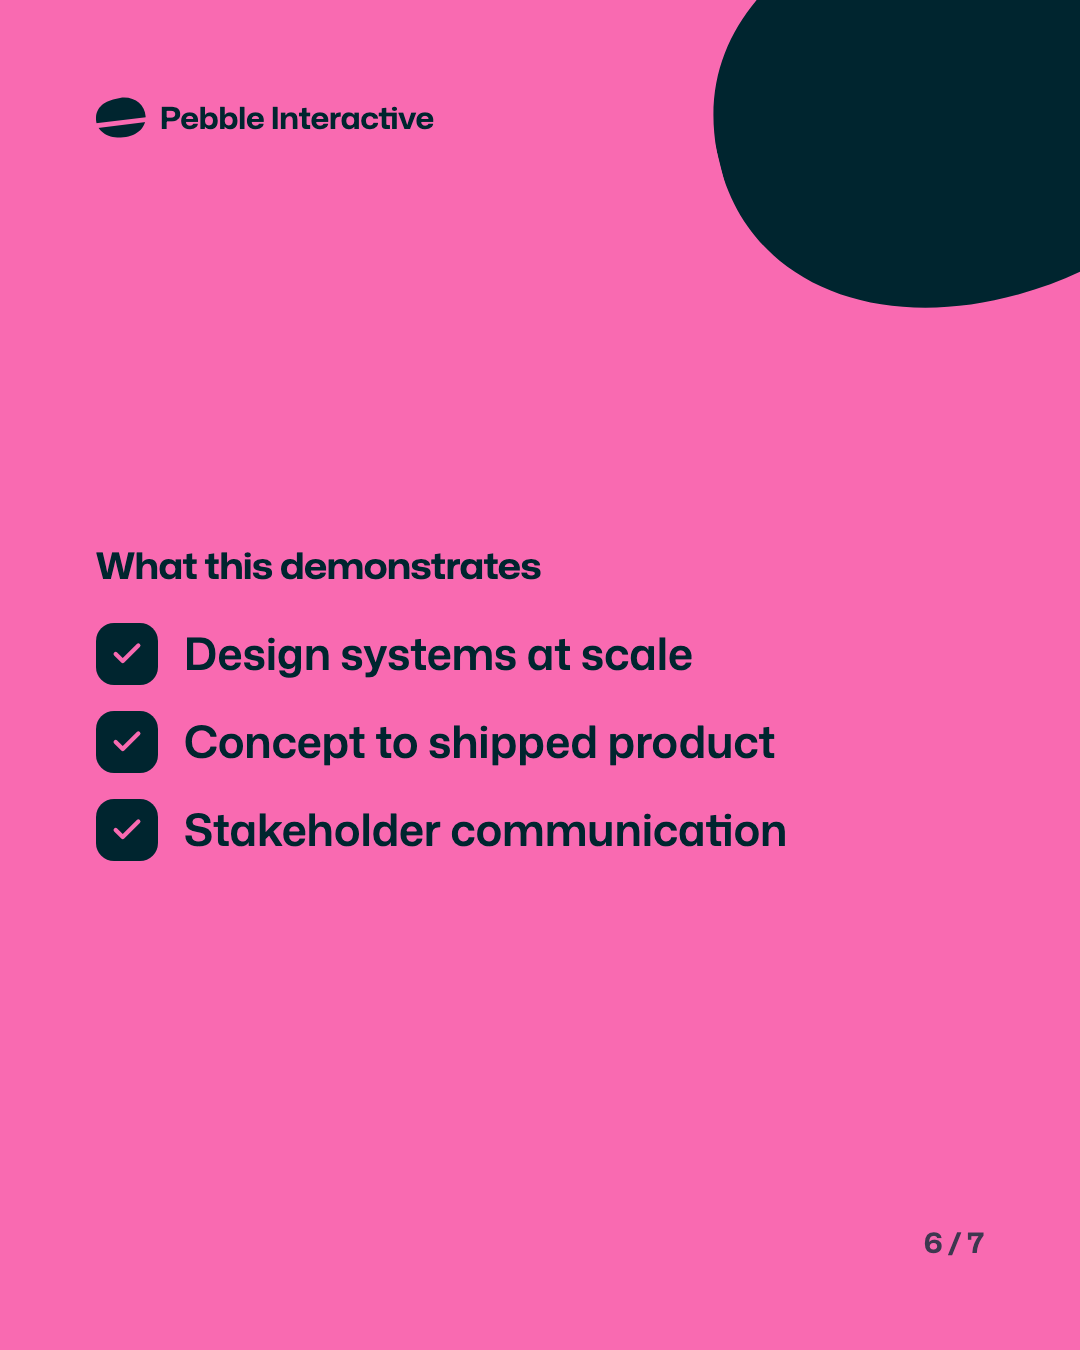 Pebble Interactive
What this demonstrates
Design systems at scale
Concept to shipped product
Stakeholder communication
6 / 7